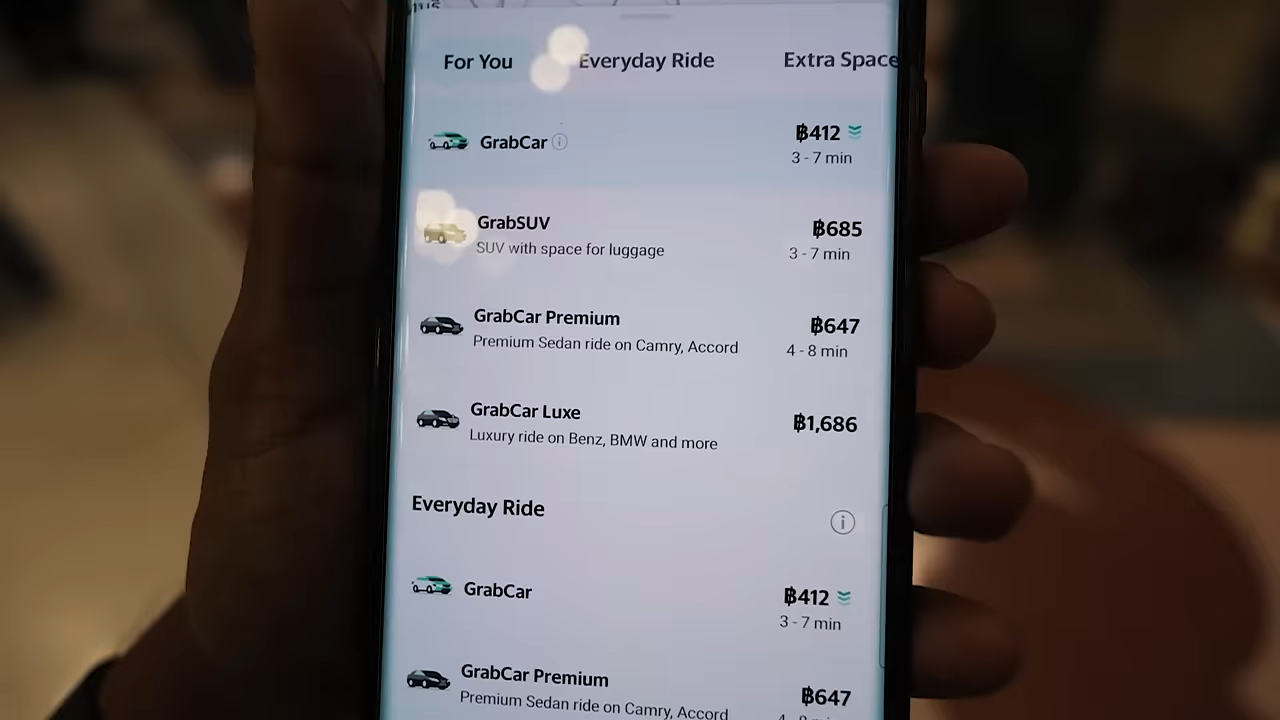 For You Everyday Ride Extra Space
GrabCar ฿412
3 - 7 min
GrabSUV ฿685
SUV with space for luggage 3 - 7 min
GrabCar Premium ฿647
Premium Sedan ride on Camry, Accord 4 - 8 min
GrabCar Luxe ฿1,686
Luxury ride on Benz, BMW and more
Everyday Ride
GrabCar ฿412
3 - 7 min
GrabCar Premium ฿647
Premium Sedan ride on Camry, Accord